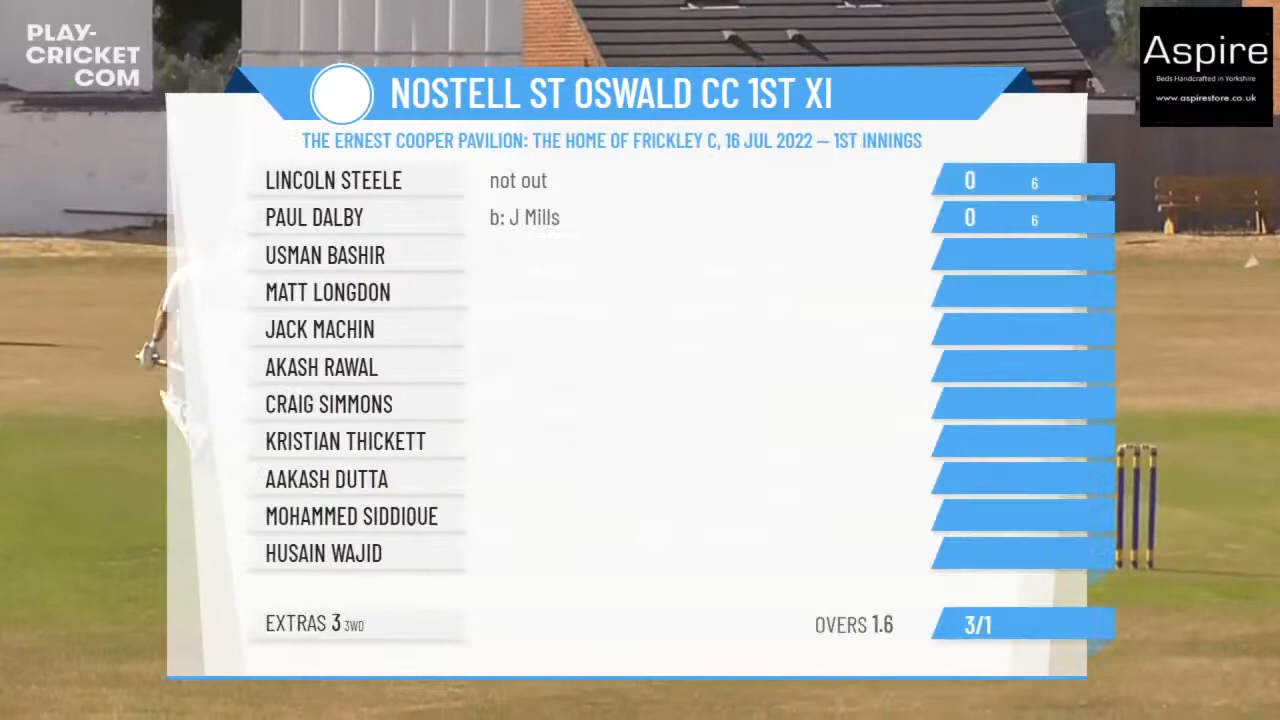 PLAY-
CRICKET
.COM
Aspire
Beds Handcrafted in Yorkshire
www.aspirestore.co.uk
NOSTELL ST OSWALD CC 1ST XI
THE ERNEST COOPER PAVILION: THE HOME OF FRICKLEY C, 16 JUL 2022 – 1ST INNINGS
LINCOLN STEELE not out 0 6
PAUL DALBY b: J Mills 0 6
USMAN BASHIR
MATT LONGDON
JACK MACHIN
AKASH RAWAL
CRAIG SIMMONS
KRISTIAN THICKETT
AAKASH DUTTA
MOHAMMED SIDDIQUE
HUSAIN WAJID
EXTRAS 3 3WD OVERS 1.6 3/1